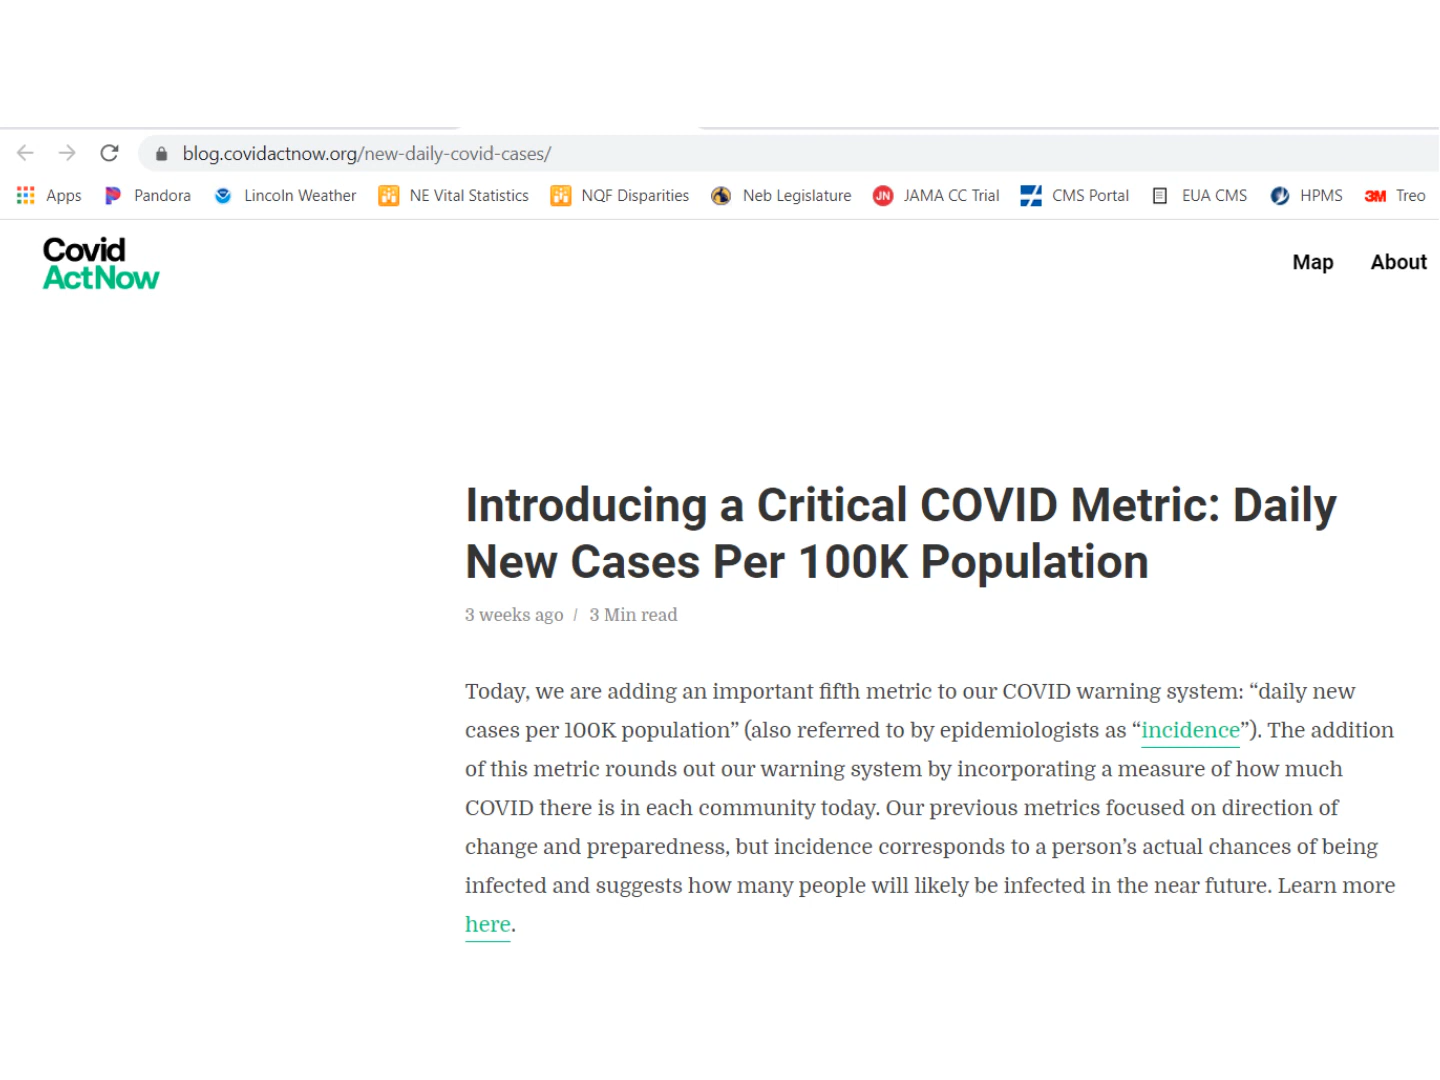 blog.covidactnow.org/new-daily-covid-cases/
Apps Pandora Lincoln Weather NE Vital Statistics NQF Disparities Neb Legislature JN JAMA CC Trial CMS Portal EUA CMS HPMS 3M Treo
Covid
ActNow
Map About
Introducing a Critical COVID Metric: Daily
New Cases Per 100K Population
3 weeks ago / 3 Min read
Today, we are adding an important fifth metric to our COVID warning system: “daily new
cases per 100K population” (also referred to by epidemiologists as “incidence”). The addition
of this metric rounds out our warning system by incorporating a measure of how much
COVID there is in each community today. Our previous metrics focused on direction of
change and preparedness, but incidence corresponds to a person’s actual chances of being
infected and suggests how many people will likely be infected in the near future. Learn more
here.